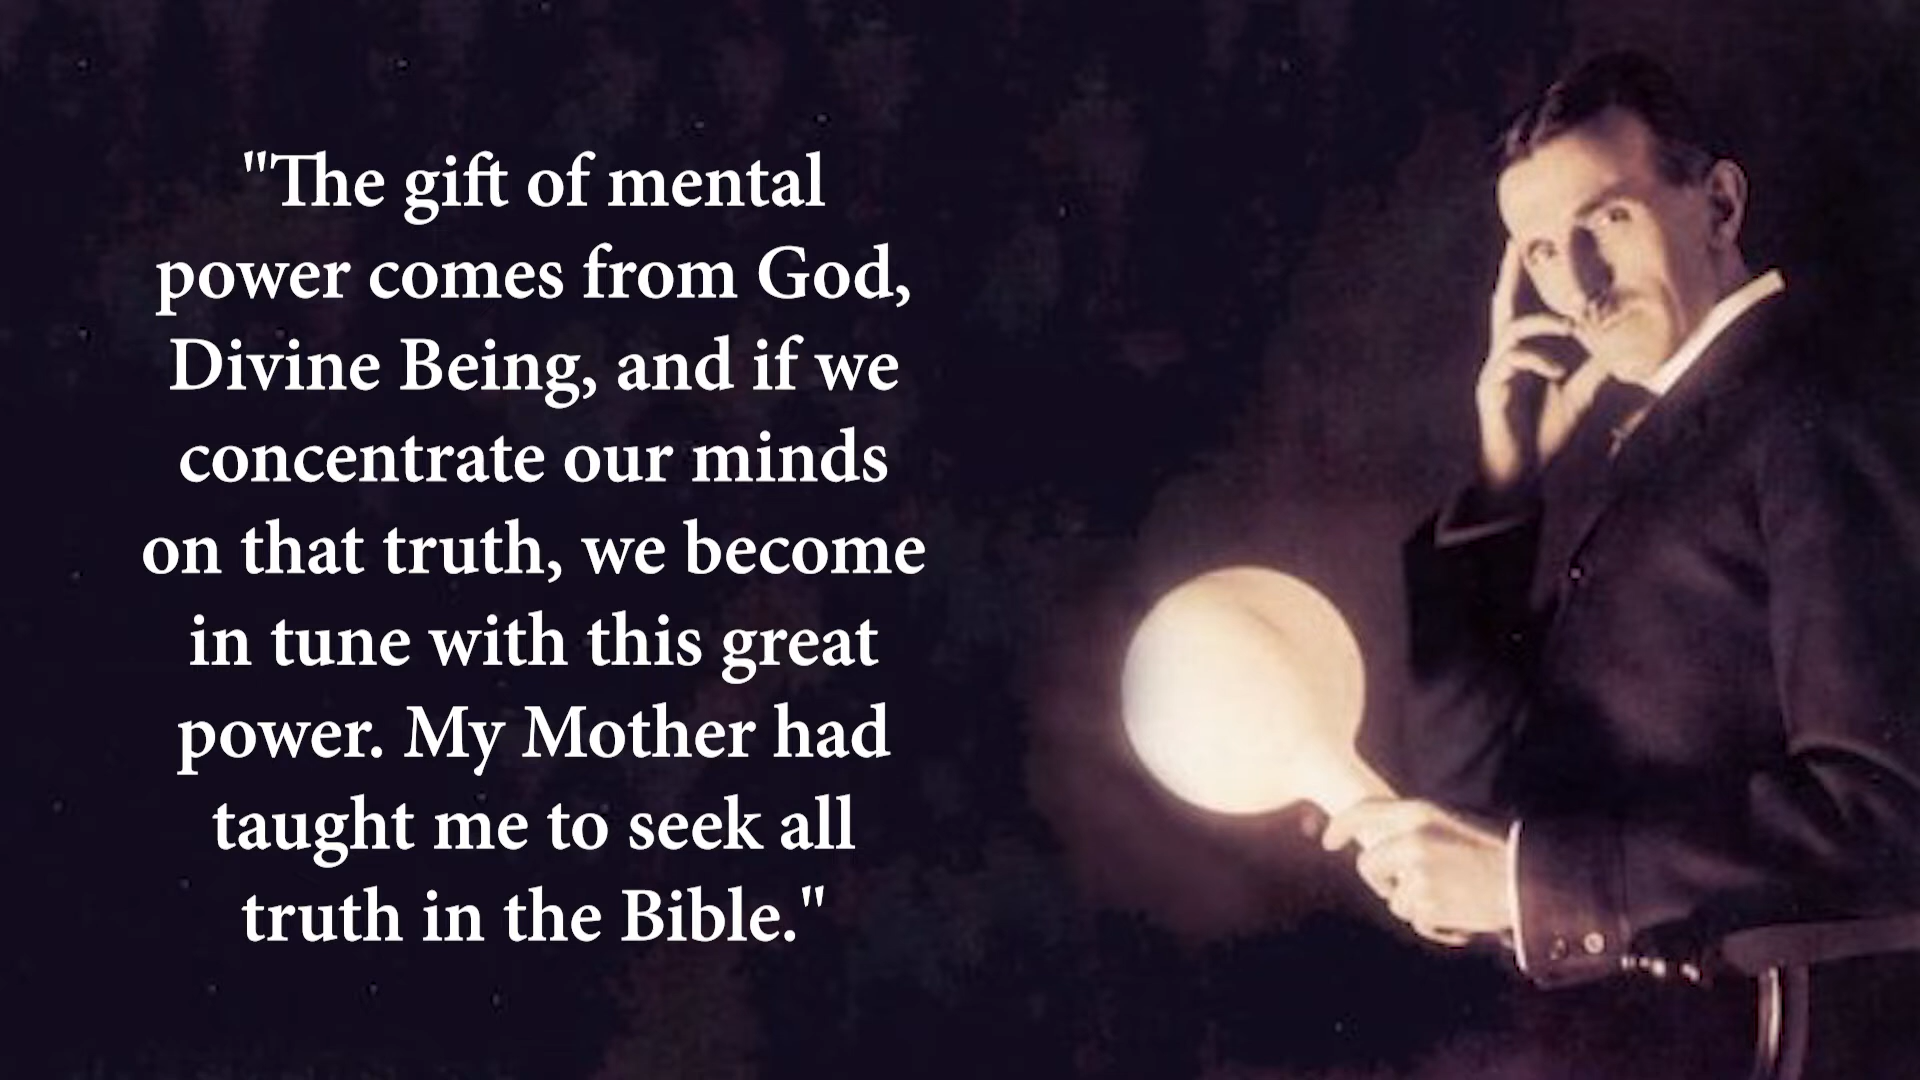 "The gift of mental
power comes from God,
Divine Being, and if we
concentrate our minds
on that truth, we become
in tune with this great
power. My Mother had
taught me to seek all
truth in the Bible."